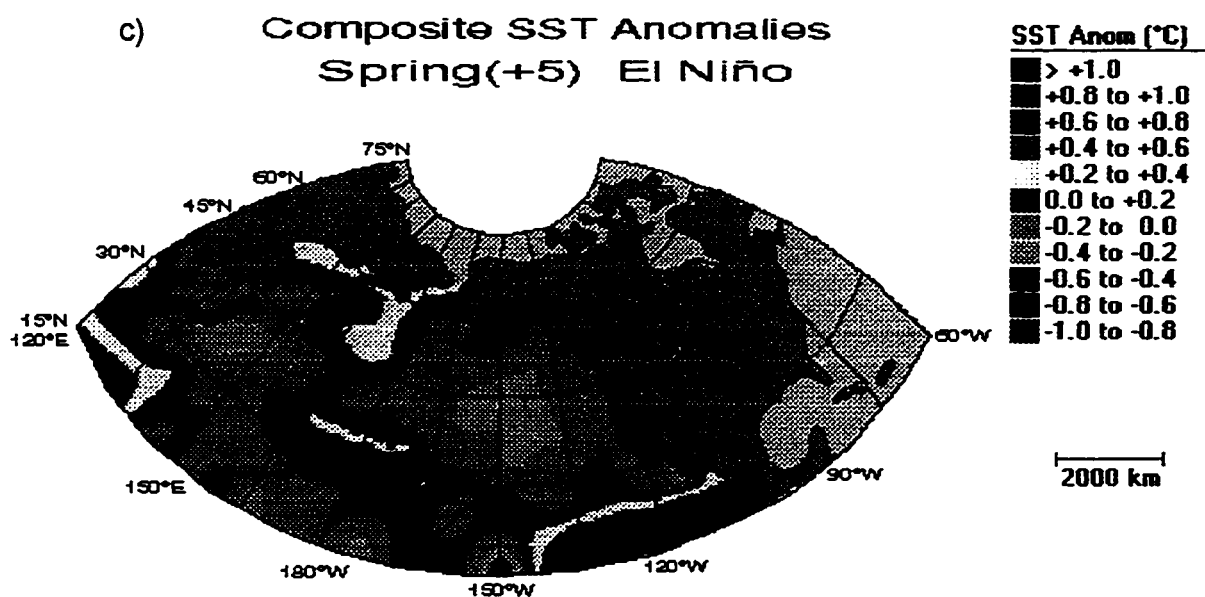 c)
Composite SST Anomalies
Spring(+5) El Niño
SST Anom (°C)
> +1.0
+0.8 to +1.0
+0.6 to +0.8
+0.4 to +0.6
+0.2 to +0.4
0.0 to +0.2
-0.2 to 0.0
-0.4 to -0.2
-0.6 to -0.4
-0.8 to -0.6
-1.0 to -0.8
75°N
60°N
45°N
30°N
15°N
120°E
60°W
150°E
90°W
180°W
120°W
150°W
2000 km